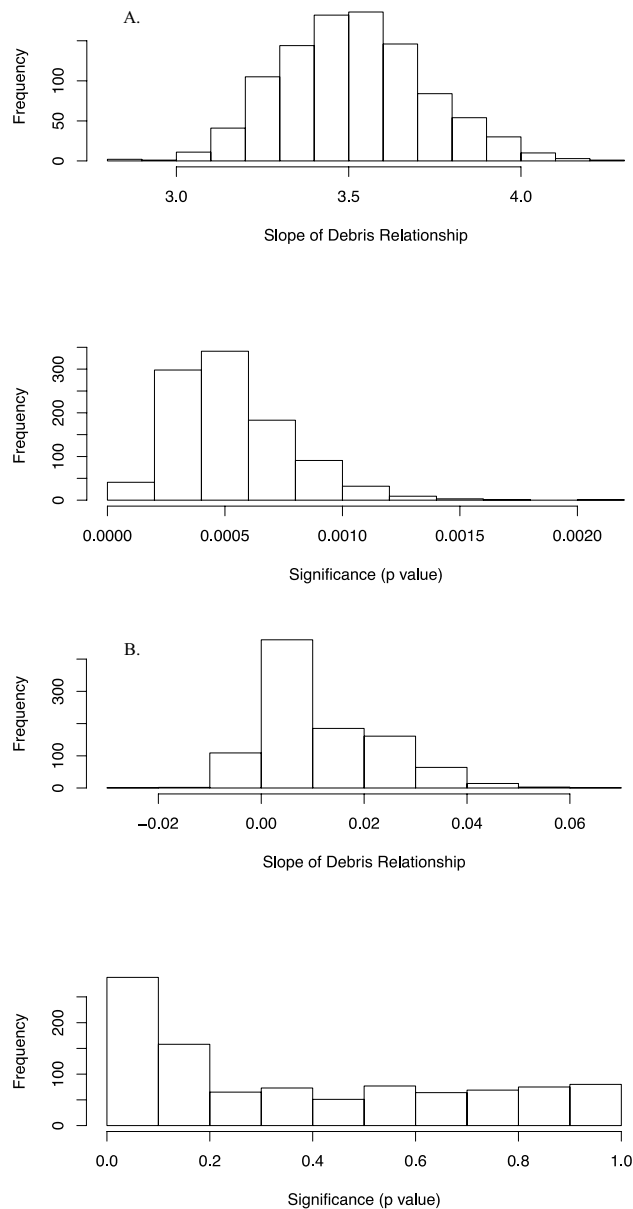 A.
Frequency
0 50 100
3.0 3.5 4.0
Slope of Debris Relationship
Frequency
0 100 200 300
0.0000 0.0005 0.0010 0.0015 0.0020
Significance (p value)
B.
Frequency
0 100 300
−0.02 0.00 0.02 0.04 0.06
Slope of Debris Relationship
Frequency
0 100 200
0.0 0.2 0.4 0.6 0.8 1.0
Significance (p value)